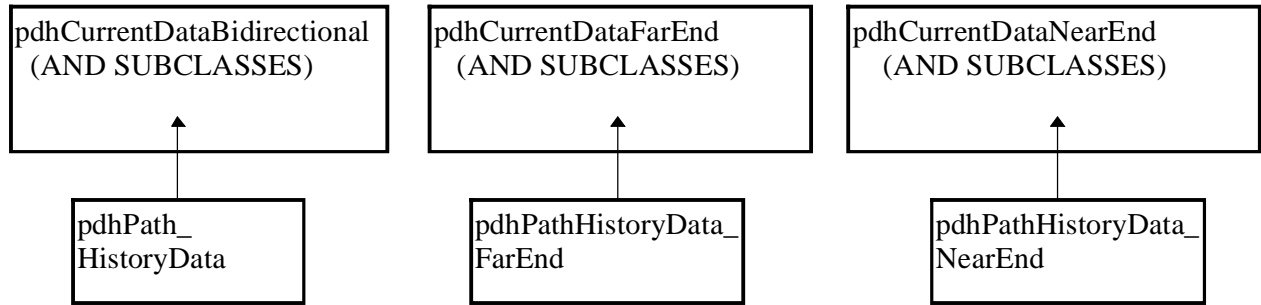 pdhCurrentDataBidirectional
(AND SUBCLASSES)
pdhCurrentDataFarEnd
(AND SUBCLASSES)
pdhCurrentDataNearEnd
(AND SUBCLASSES)
pdhPath_
HistoryData
pdhPathHistoryData_
FarEnd
pdhPathHistoryData_
NearEnd